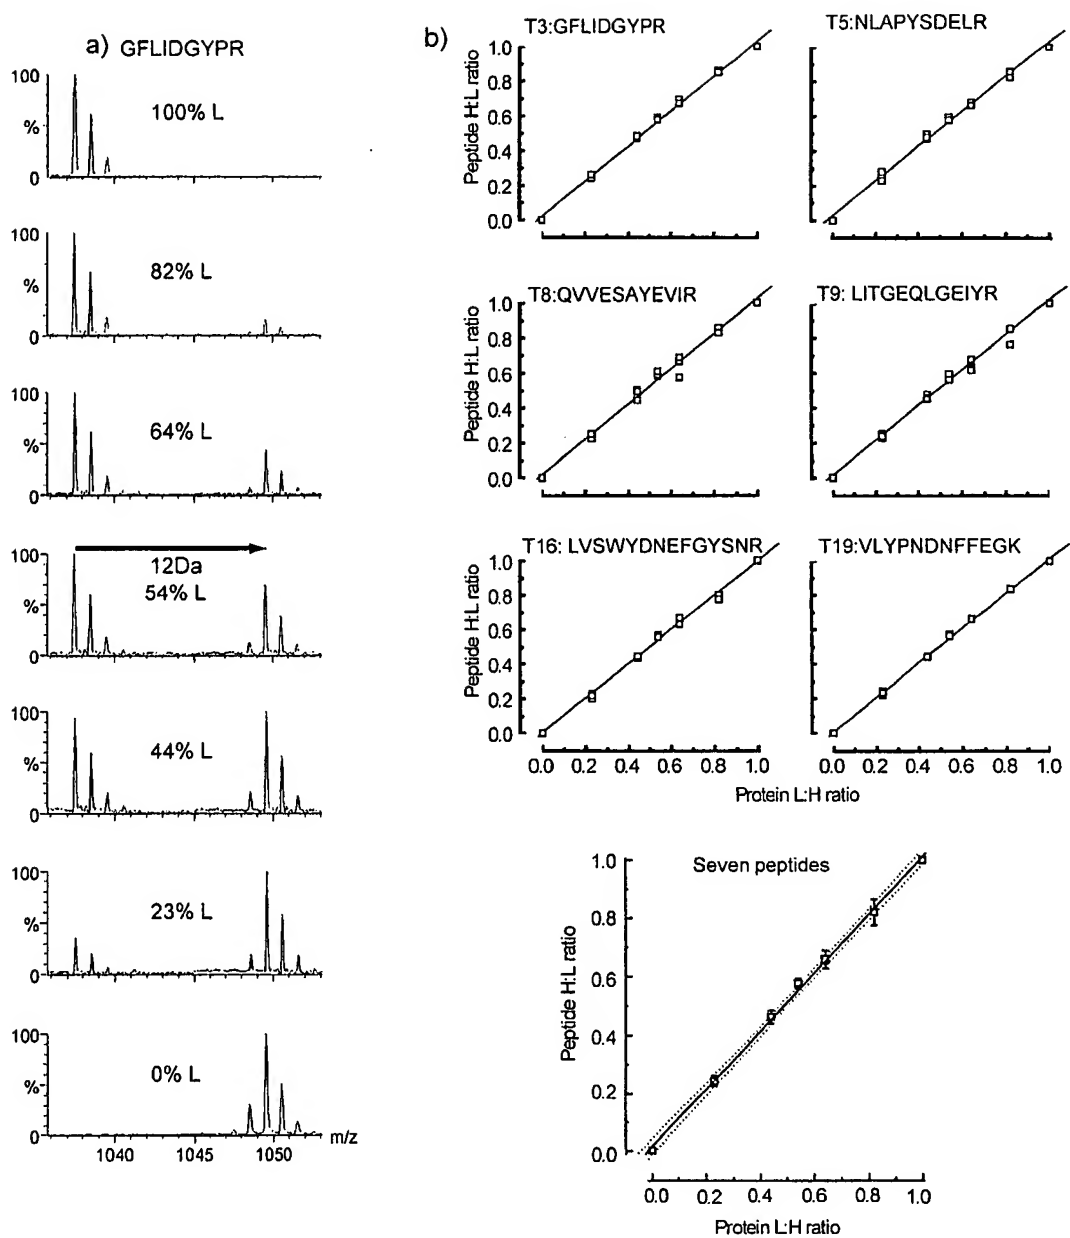 a) GFLIDGYPR
100
%
0
100% L
100
%
0
82% L
100
%
0
64% L
100
%
0
12Da
54% L
100
%
0
44% L
100
%
0
23% L
100
%
0
0% L
m/z
1040 1045 1050
b)
T3:GFLIDGYPR
Peptide H:L ratio
1.0
0.8
0.6
0.4
0.2
0.0
T5:NLAPYSDELR
T8:QVVESAYEVIR
Peptide H:L ratio
1.0
0.8
0.6
0.4
0.2
0.0
T9: LITGEQLGEIYR
T16: LVSWYDNEFGYSNR
Peptide H:L ratio
1.0
0.8
0.6
0.4
0.2
0.0
0.0 0.2 0.4 0.6 0.8 1.0
T19:VLYPNDNFFEGK
0.0 0.2 0.4 0.6 0.8 1.0
Protein L:H ratio
Seven peptides
Peptide H:L ratio
1.0
0.8
0.6
0.4
0.2
0.0
0.0 0.2 0.4 0.6 0.8 1.0
Protein L:H ratio